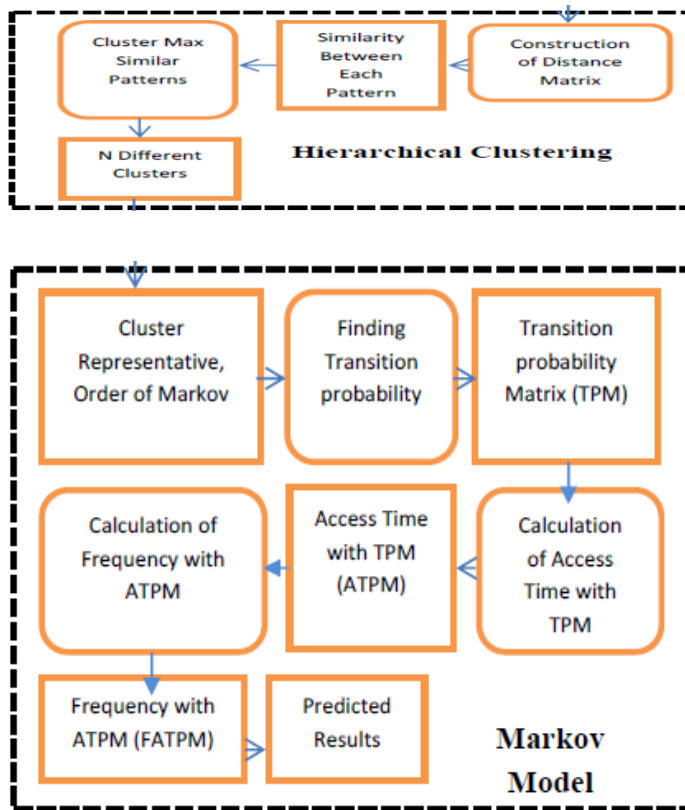 Cluster Max
Similar
Patterns
Similarity
Between
Each
Pattern
Construction
of Distance
Matrix
N Different
Clusters
Hierarchical Clustering
Cluster
Representative,
Order of Markov
Finding
Transition
probability
Transition
probability
Matrix (TPM)
Calculation of
Frequency with
ATPM
Access Time
with TPM
(ATPM)
Calculation
of Access
Time with
TPM
Frequency with
ATPM (FATPM)
Predicted
Results
Markov
Model